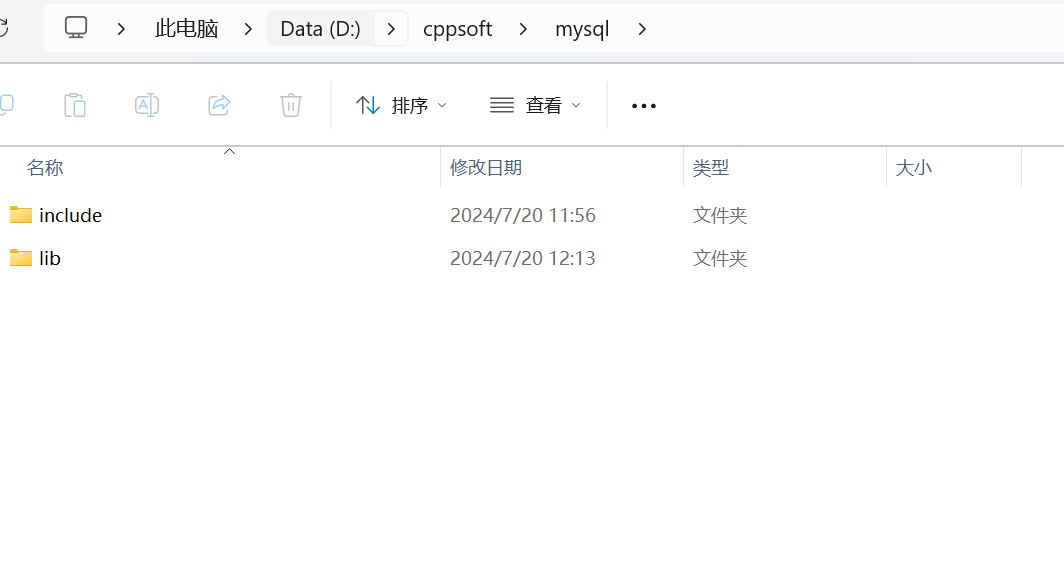 此电脑 > Data (D:) > cppsoft > mysql >
排序 查看 •••
名称 修改日期 类型 大小
include 2024/7/20 11:56 文件夹
lib 2024/7/20 12:13 文件夹